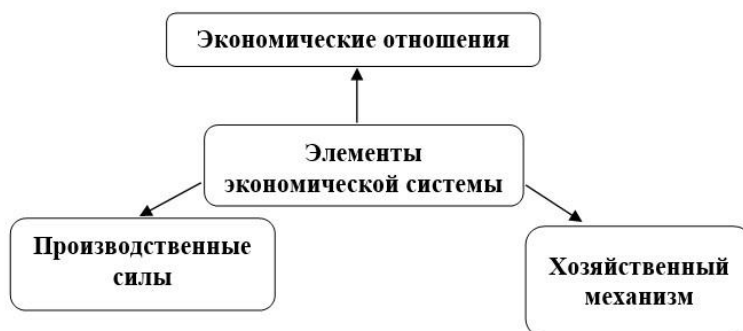 Экономические отношения
Элементы
экономической системы
Производственные
силы
Хозяйственный
механизм